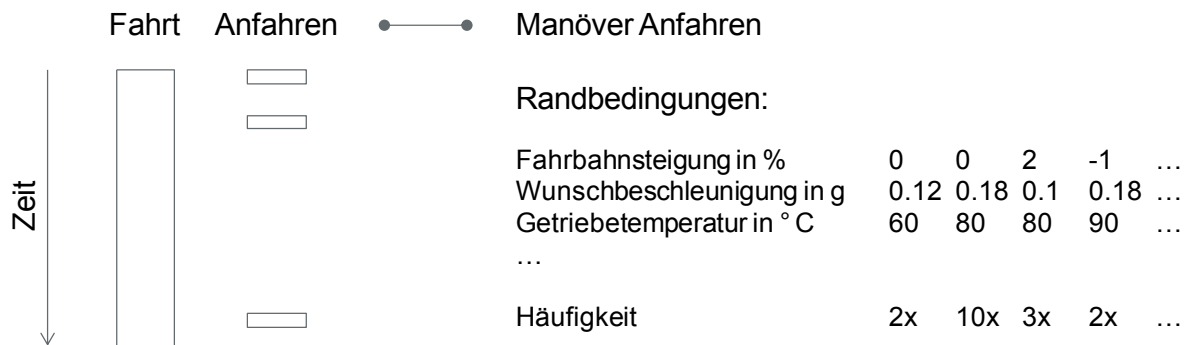 Fahrt Anfahren Manöver Anfahren
Zeit
Randbedingungen:
Fahrbahnsteigung in % 0 0 2 -1 …
Wunschbeschleunigung in g 0.12 0.18 0.1 0.18 …
Getriebetemperatur in ° C 60 80 80 90 …
…
Häufigkeit 2x 10x 3x 2x …